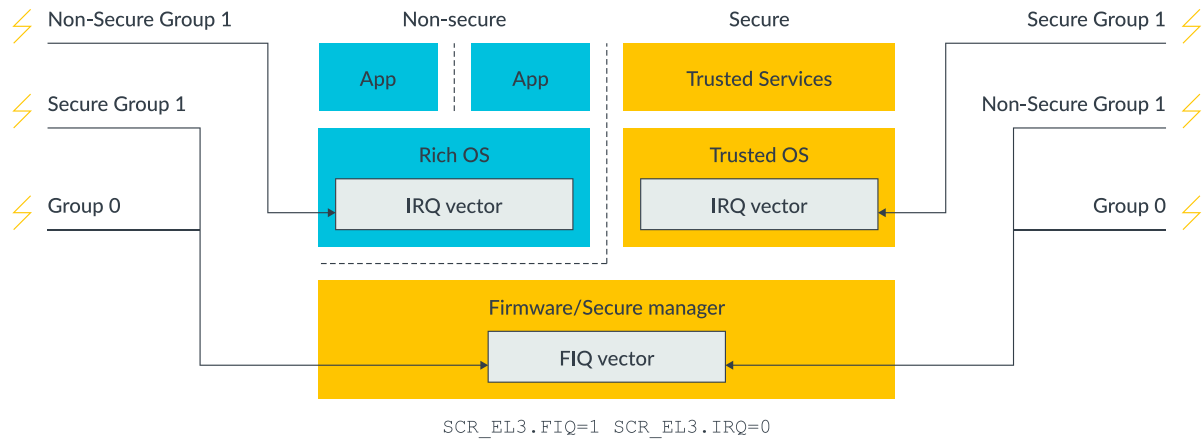 Non-Secure Group 1
Non-secure
Secure
Secure Group 1
App
App
Trusted Services
Secure Group 1
Non-Secure Group 1
Rich OS
Trusted OS
IRQ vector
IRQ vector
Group 0
Group 0
Firmware/Secure manager
FIQ vector
SCR_EL3.FIQ=1 SCR_EL3.IRQ=0